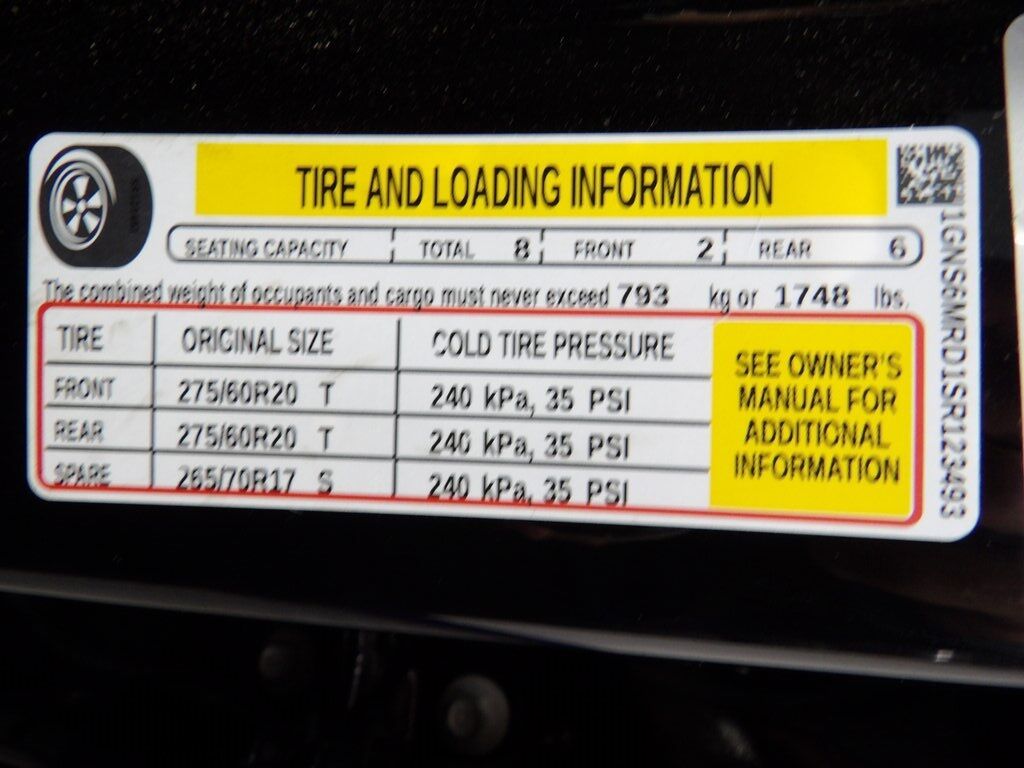 TIRE AND LOADING INFORMATION
SEATING CAPACITY TOTAL 8 FRONT 2 REAR 6
The combined weight of occupants and cargo must never exceed 793 kg or 1748 lbs.
TIRE ORIGINAL SIZE COLD TIRE PRESSURE
FRONT 275/60R20 T 240 kPa, 35 PSI
REAR 275/60R20 T 240 kPa, 35 PSI
SPARE 265/70R17 S 240 kPa, 35 PSI
SEE OWNER'S
MANUAL FOR
ADDITIONAL
INFORMATION
1GNS6MRD1SR123493